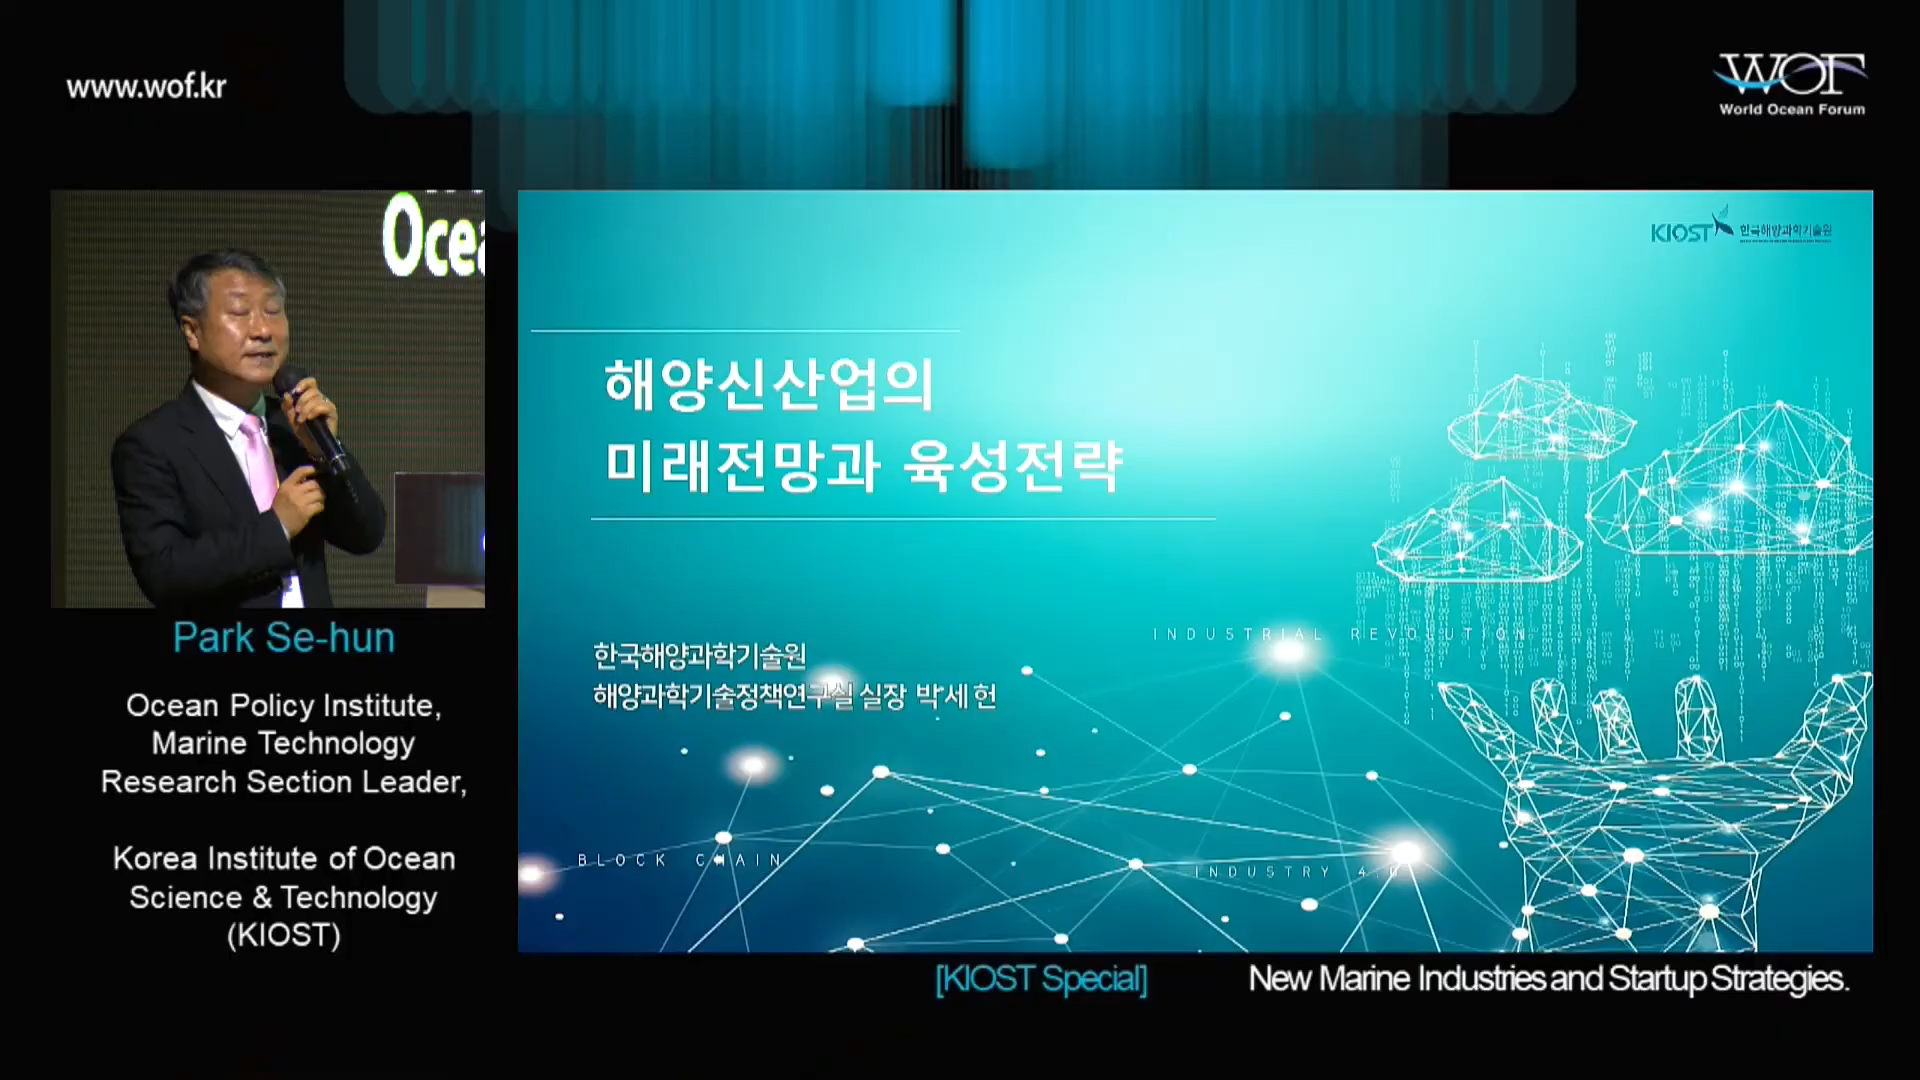 www.wof.kr
WOF
World Ocean Forum
Ocea
Park Se-hun
Ocean Policy Institute,
Marine Technology
Research Section Leader,
Korea Institute of Ocean
Science & Technology
(KIOST)
KIOST 한국해양과학기술원
해양신산업의
미래전망과 육성전략
한국해양과학기술원
해양과학기술정책연구실 실장 박세헌
INDUSTRIAL REVOLUTION
BLOCK CHAIN
INDUSTRY 4.0
[KIOST Special]
New Marine Industries and Startup Strategies.